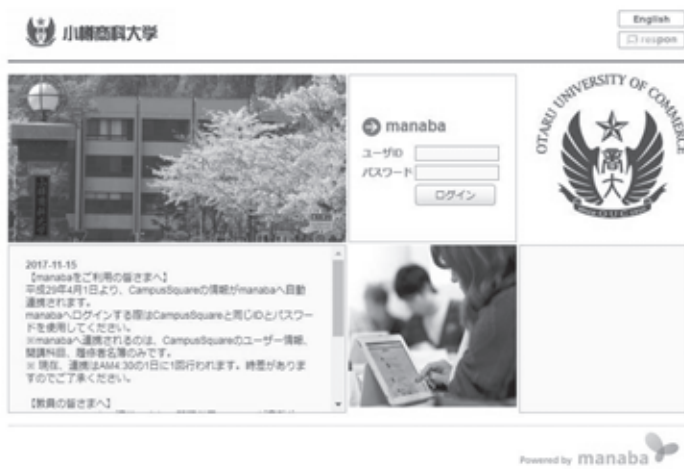 小樽商科大学
English
respon
manaba
ユーザID
パスワード
ログイン
OTARU UNIVERSITY OF COMMERCE
商大
2017-11-15
【manabaをご利用の皆さまへ】
平成29年4月1日より、CampusSquareの情報がmanabaへ自動
連携されます。
manabaへログインする際はCampusSquareと同じIDとパスワー
ドを使用してください。
※manabaへ連携されるのは、CampusSquareのユーザー情報、
開講科目、履修者名簿のみです。
※ 現在、連携はAM4:30の1日に1回行われます。時差がありま
すのでご了承ください。
【教員の皆さまへ】
Powered by manaba